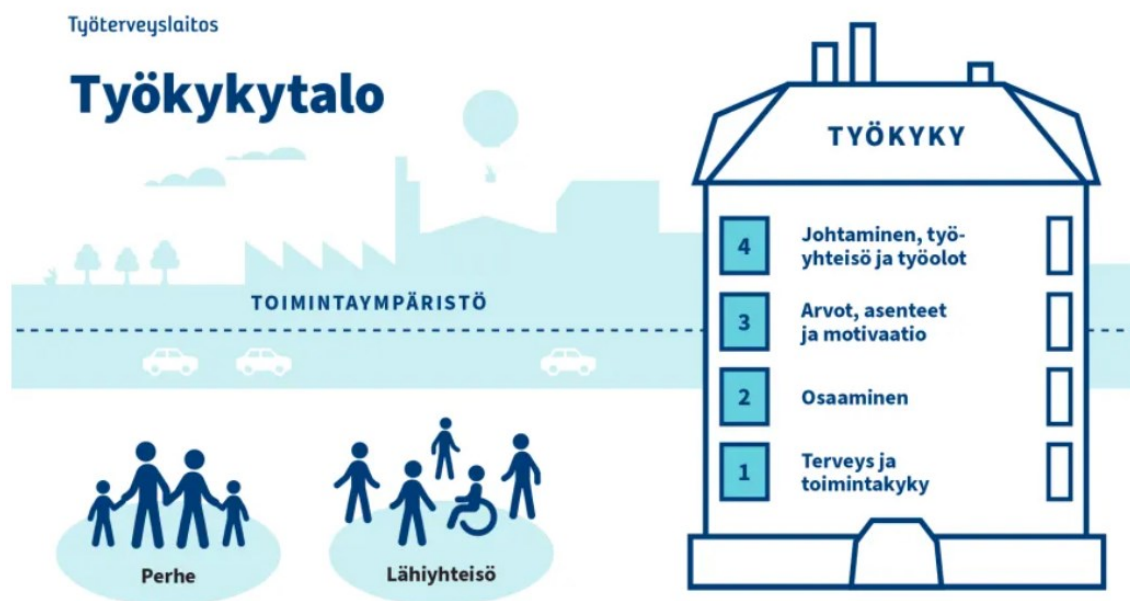 Työterveyslaitos
Työkykytalo
TOIMINTAYMPÄRISTÖ
Perhe
Lähiyhteisö
TYÖKYKY
4
Johtaminen, työ-
yhteisö ja työolot
3
Arvot, asenteet
ja motivaatio
2
Osaaminen
1
Terveys ja
toimintakyky